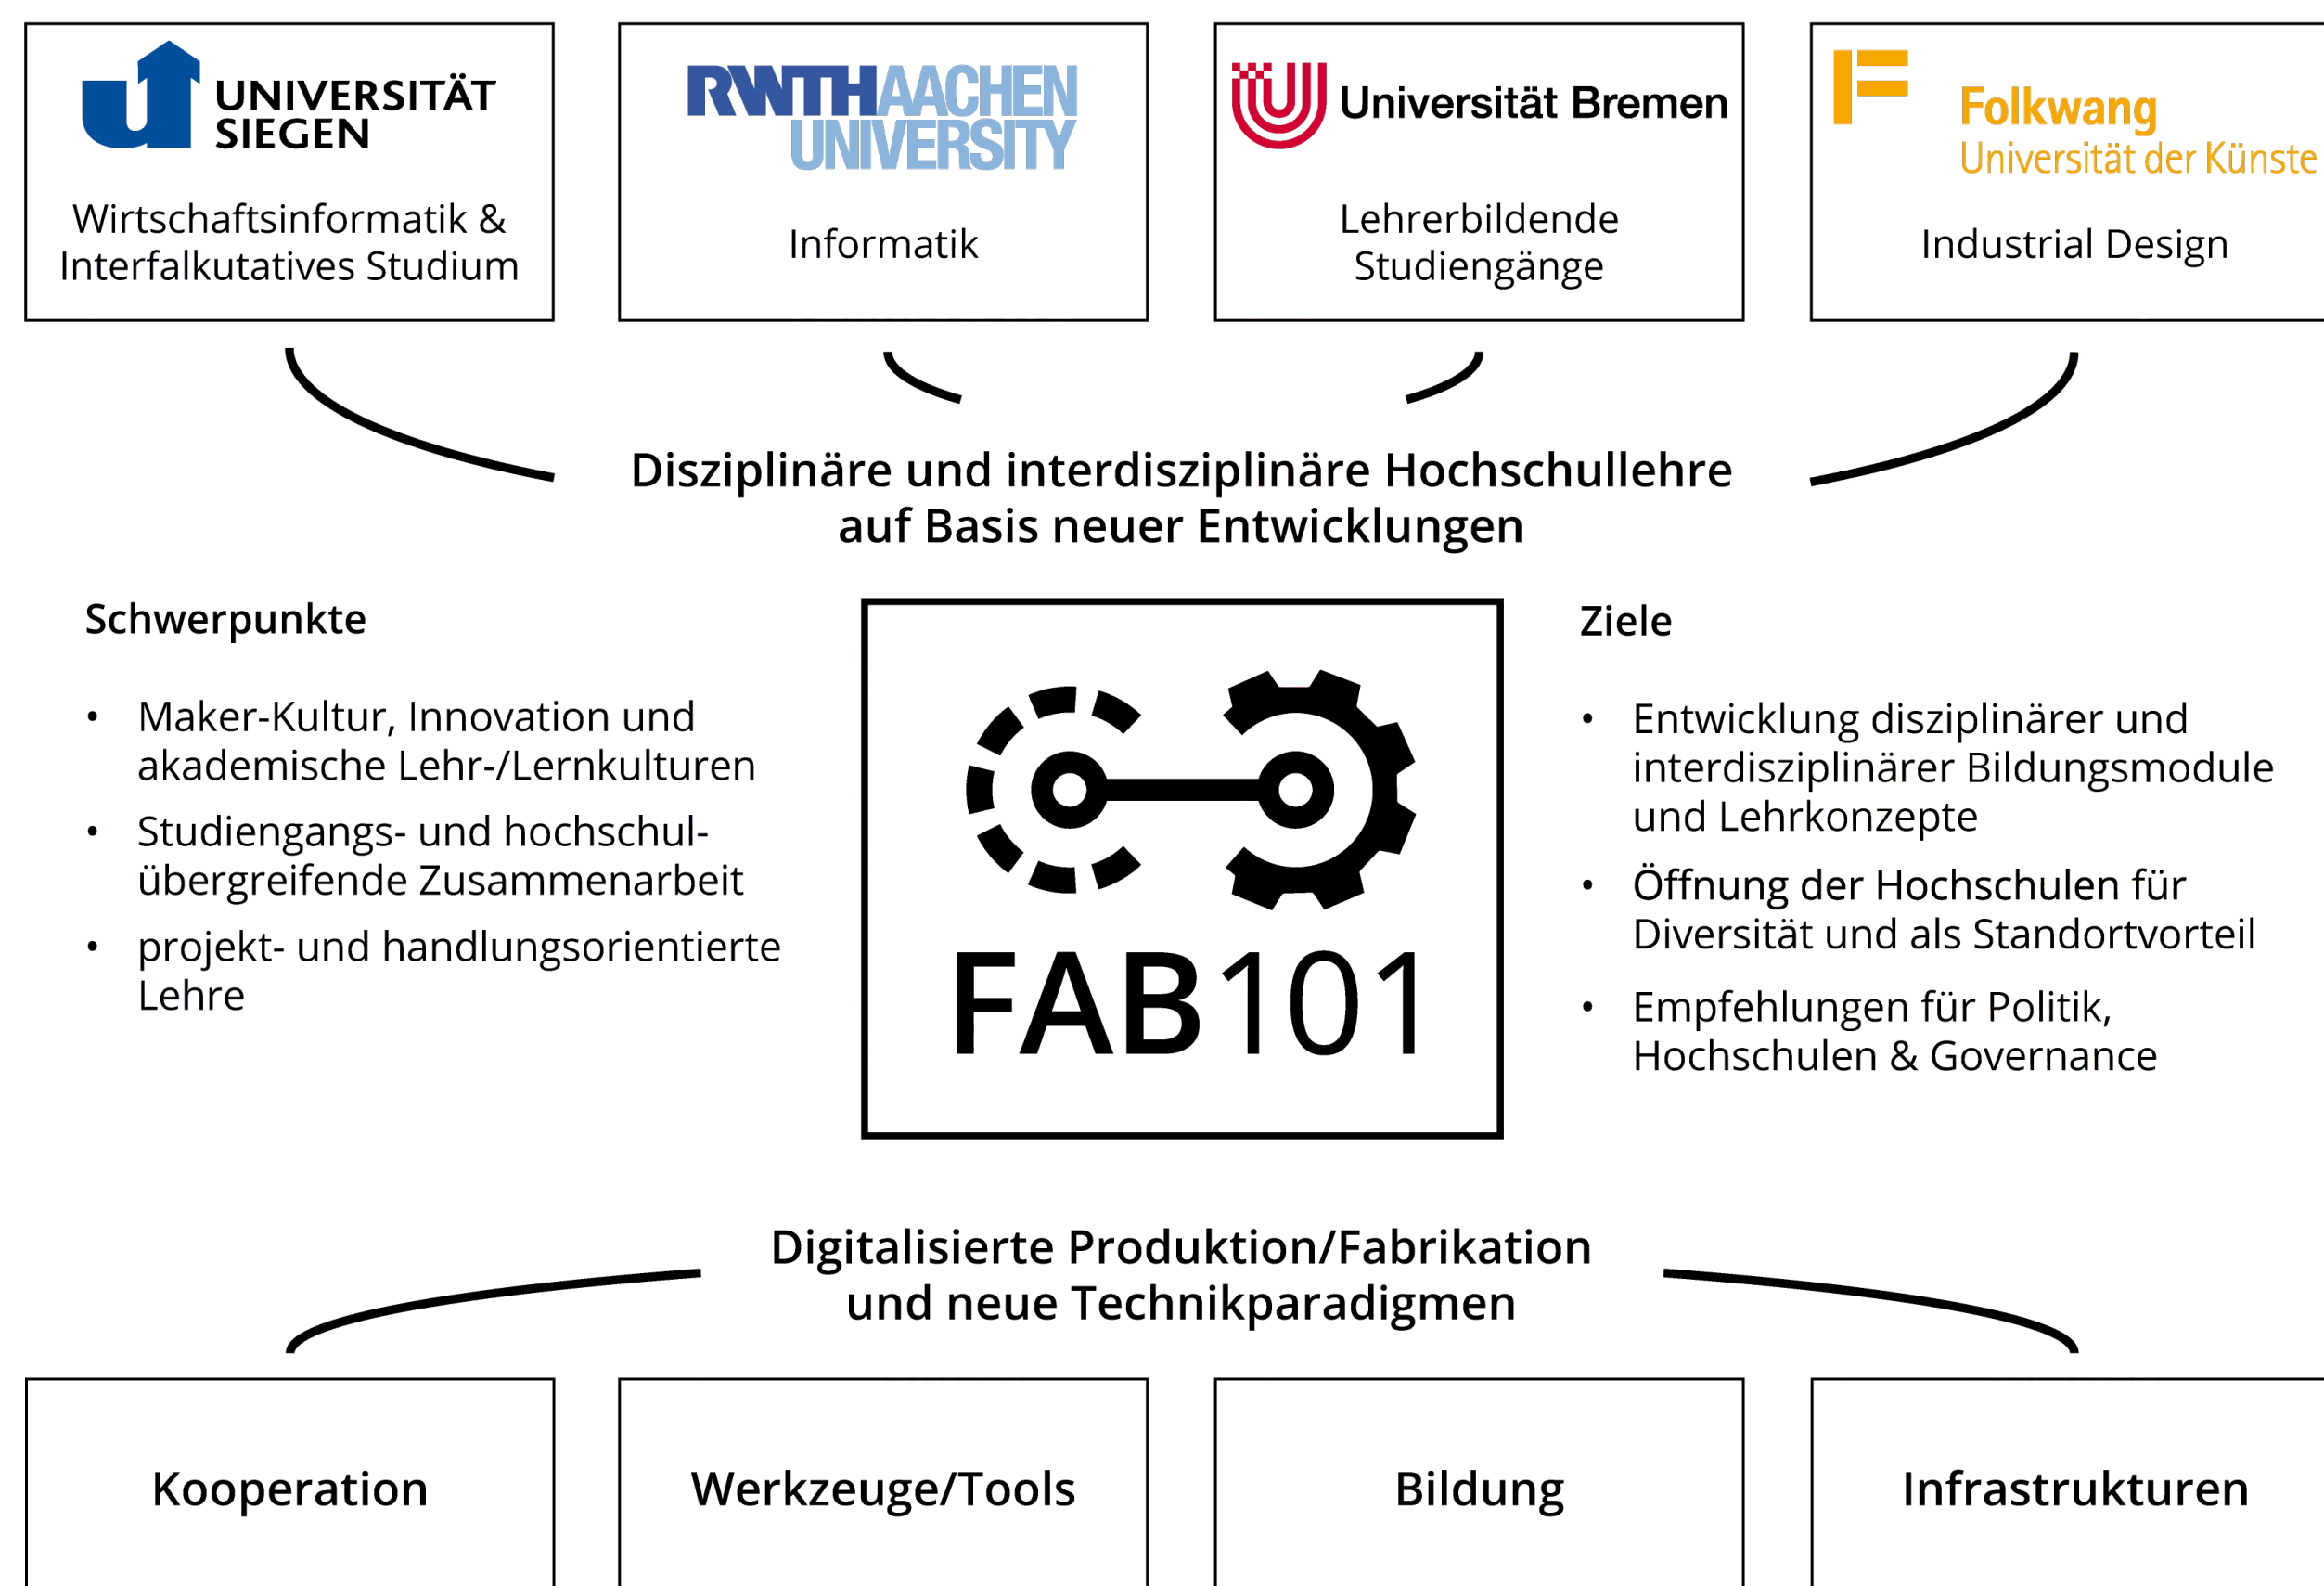 UNIVERSITÄT
SIEGEN
Wirtschaftsinformatik &
Interfalkutatives Studium
RWTH AACHEN
UNIVERSITY
Informatik
Universität Bremen
Lehrerbildende
Studiengänge
Folkwang
Universität der Künste
Industrial Design
Disziplinäre und interdisziplinäre Hochschullehre
auf Basis neuer Entwicklungen
Schwerpunkte
• Maker-Kultur, Innovation und
akademische Lehr-/Lernkulturen
• Studiengangs- und hochschul-
übergreifende Zusammenarbeit
• projekt- und handlungsorientierte
Lehre
FAB101
Ziele
• Entwicklung disziplinärer und
interdisziplinärer Bildungsmodule
und Lehrkonzepte
• Öffnung der Hochschulen für
Diversität und als Standortvorteil
• Empfehlungen für Politik,
Hochschulen & Governance
Digitalisierte Produktion/Fabrikation
und neue Technikparadigmen
Kooperation
Werkzeuge/Tools
Bildung
Infrastrukturen